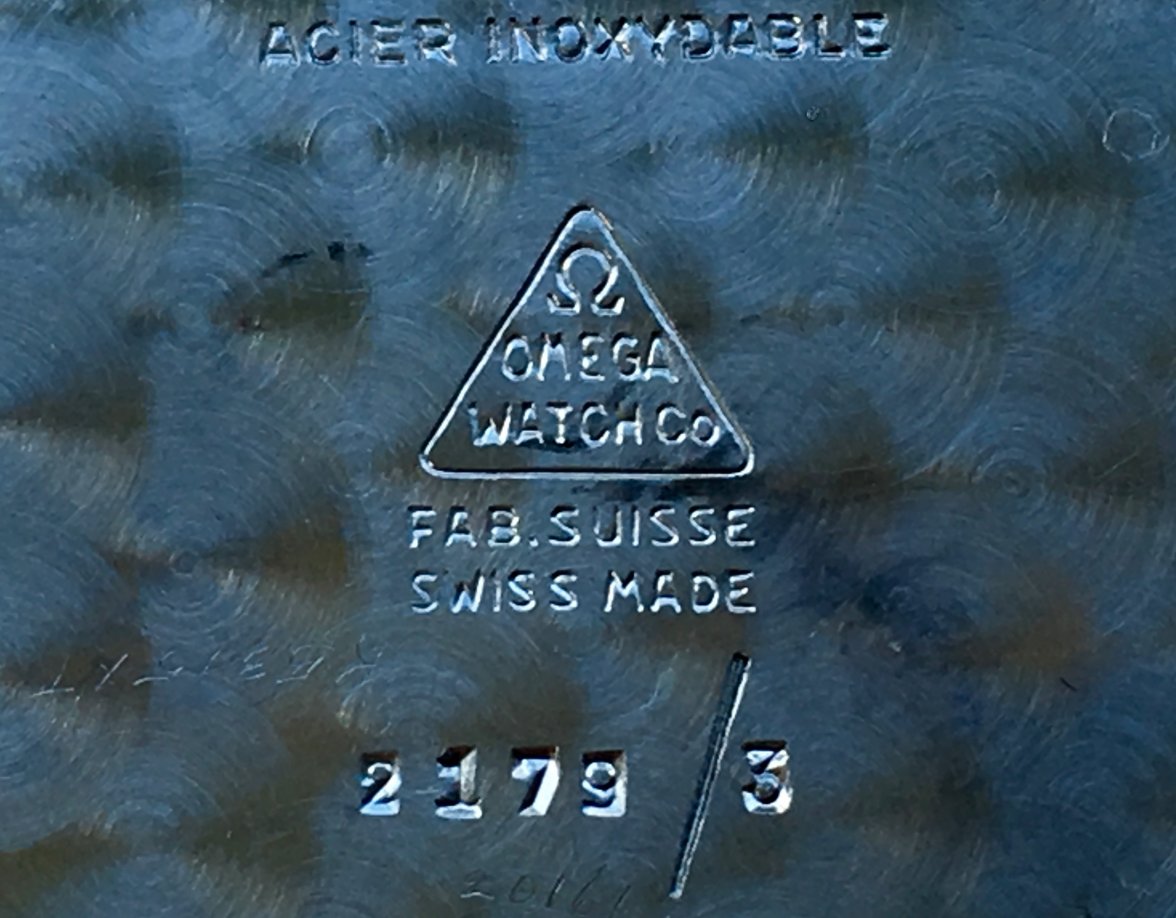 ACIER INOXYDABLE
Ω
OMEGA
WATCH Co
FAB. SUISSE
SWISS MADE
2179 / 3